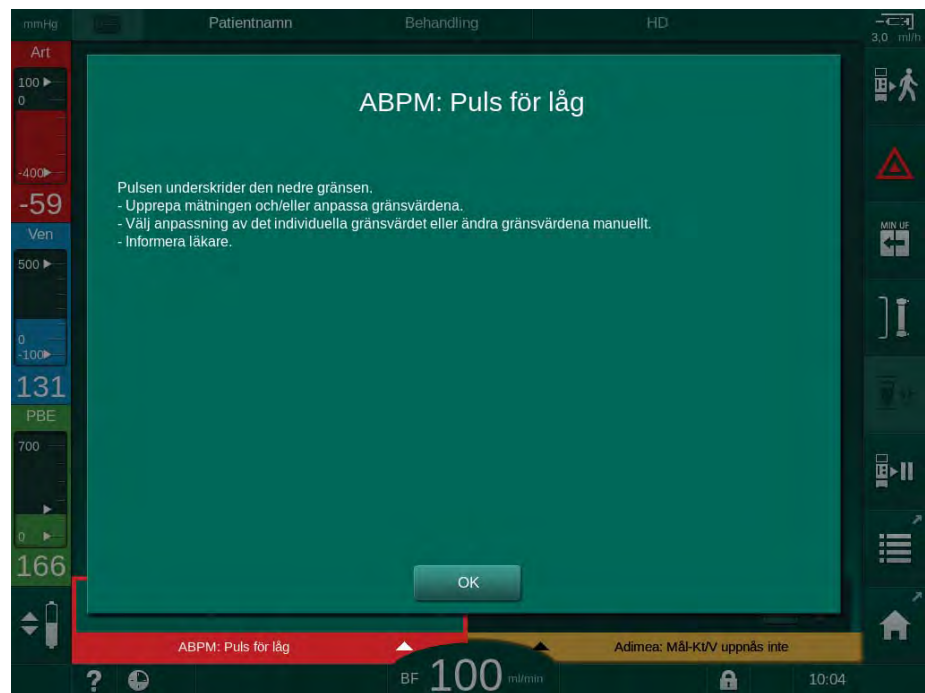 mmHg
Patientnamn
Behandling
HD
3,0 ml/h
Art
100
0
-400
-59
Ven
500
0
-100
131
PBE
700
0
166
ABPM: Puls för låg
Pulsen underskrider den nedre gränsen.
- Upprepa mätningen och/eller anpassa gränsvärdena.
- Välj anpassning av det individuella gränsvärdet eller ändra gränsvärdena manuellt.
- Informera läkare.
OK
MIN UF
ABPM: Puls för låg
Adimea: Mål-Kt/V uppnås inte
?
BF 100 ml/min
10:04